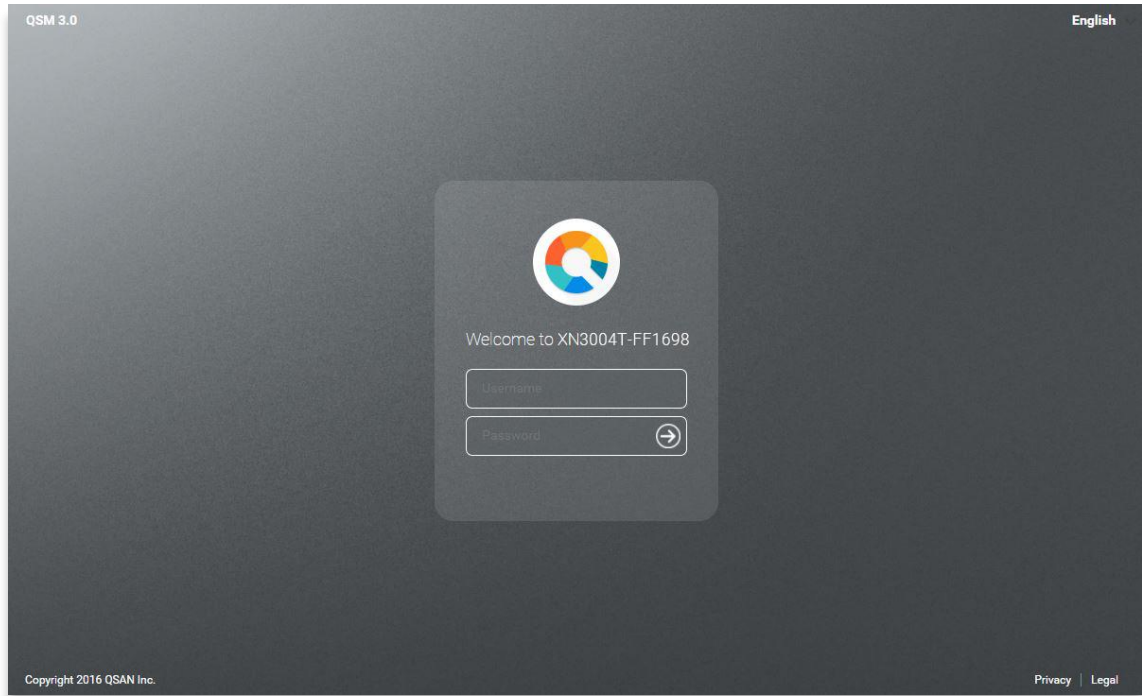 QSM 3.0
English
Welcome to XN3004T-FF1698
Username
Password
Copyright 2016 QSAN Inc.
Privacy | Legal